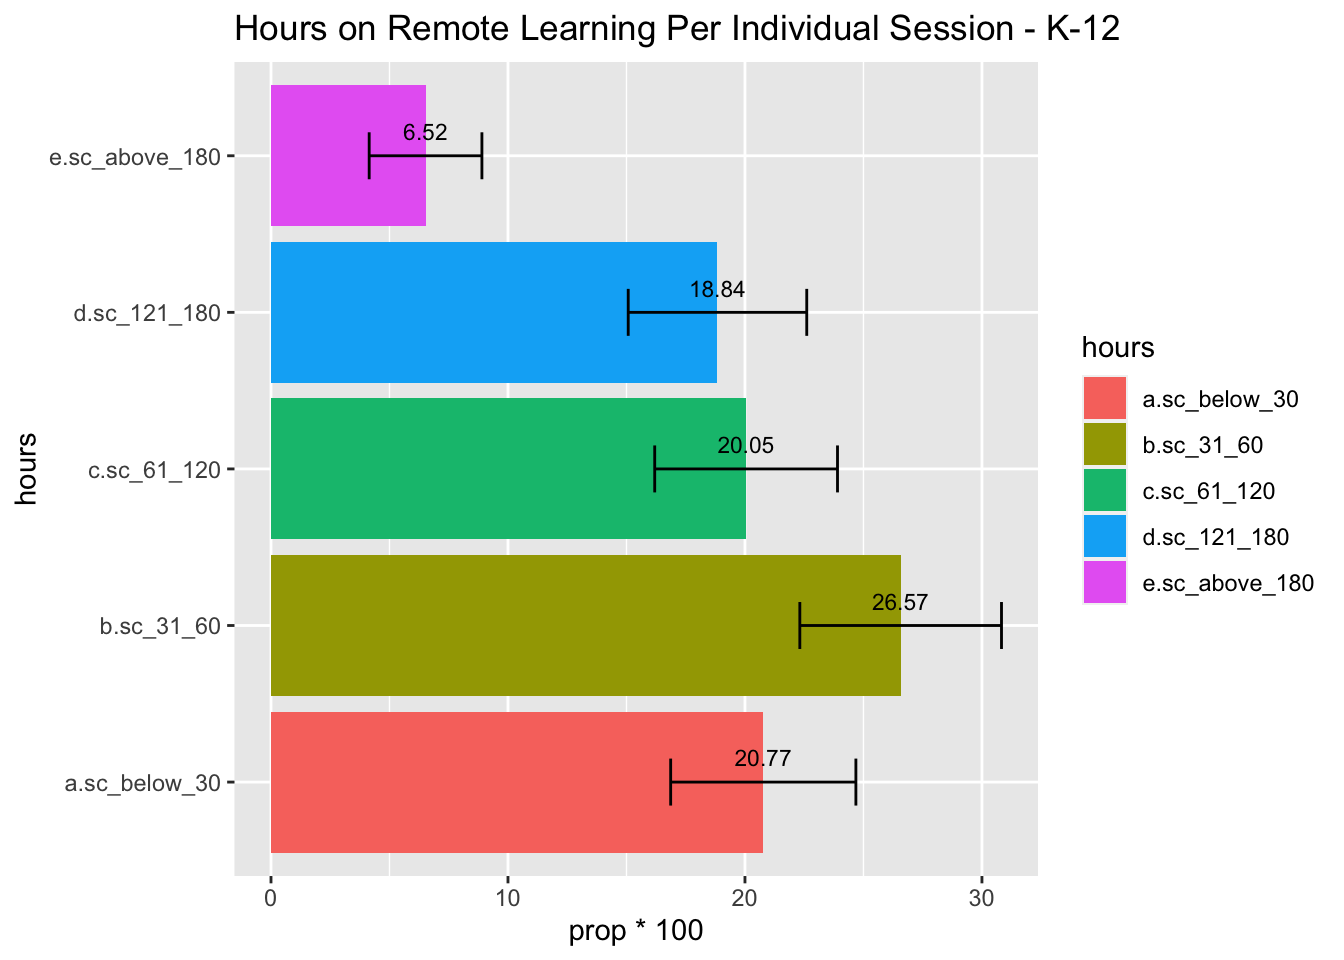 Hours on Remote Learning Per Individual Session - K-12
hours
e.sc_above_180
d.sc_121_180
c.sc_61_120
b.sc_31_60
a.sc_below_30
6.52
18.84
20.05
26.57
20.77
0 10 20 30
prop * 100
hours
a.sc_below_30
b.sc_31_60
c.sc_61_120
d.sc_121_180
e.sc_above_180